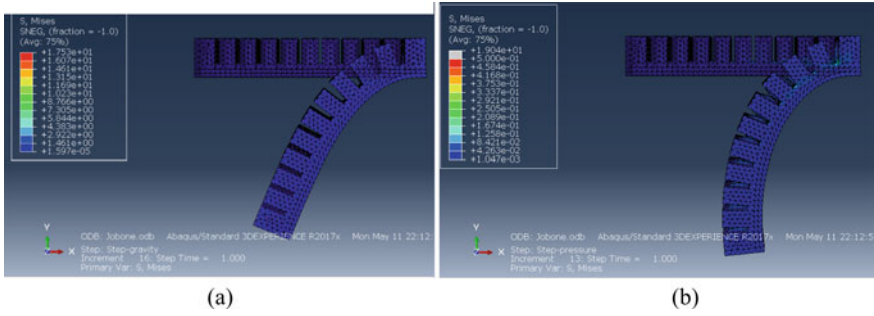 S, Mises
SNEG, (fraction = -1.0)
(Avg: 75%)
+1.753e+01
+1.607e+01
+1.461e+01
+1.315e+01
+1.169e+01
+1.023e+01
+8.766e+00
+7.305e+00
+5.844e+00
+4.383e+00
+2.922e+00
+1.461e+00
+1.597e-05
Y
X
ODB: Jobone.odb Abaqus/Standard 3DEXPERIENCE R2017x Mon May 11 22:12:
Step: Step-gravity
Increment 16: Step Time = 1.000
Primary Var: S, Mises
(a)
S, Mises
SNEG, (fraction = -1.0)
(Avg: 75%)
+1.904e+01
+5.000e-01
+4.584e-01
+4.168e-01
+3.753e-01
+3.337e-01
+2.921e-01
+2.505e-01
+2.089e-01
+1.674e-01
+1.258e-01
+8.421e-02
+4.263e-02
+1.047e-03
Y
X
ODB: Jobone.odb Abaqus/Standard 3DEXPERIENCE R2017x Mon May 11 22:12:5
Step: Step-pressure
Increment 13: Step Time = 1.000
Primary Var: S, Mises
(b)